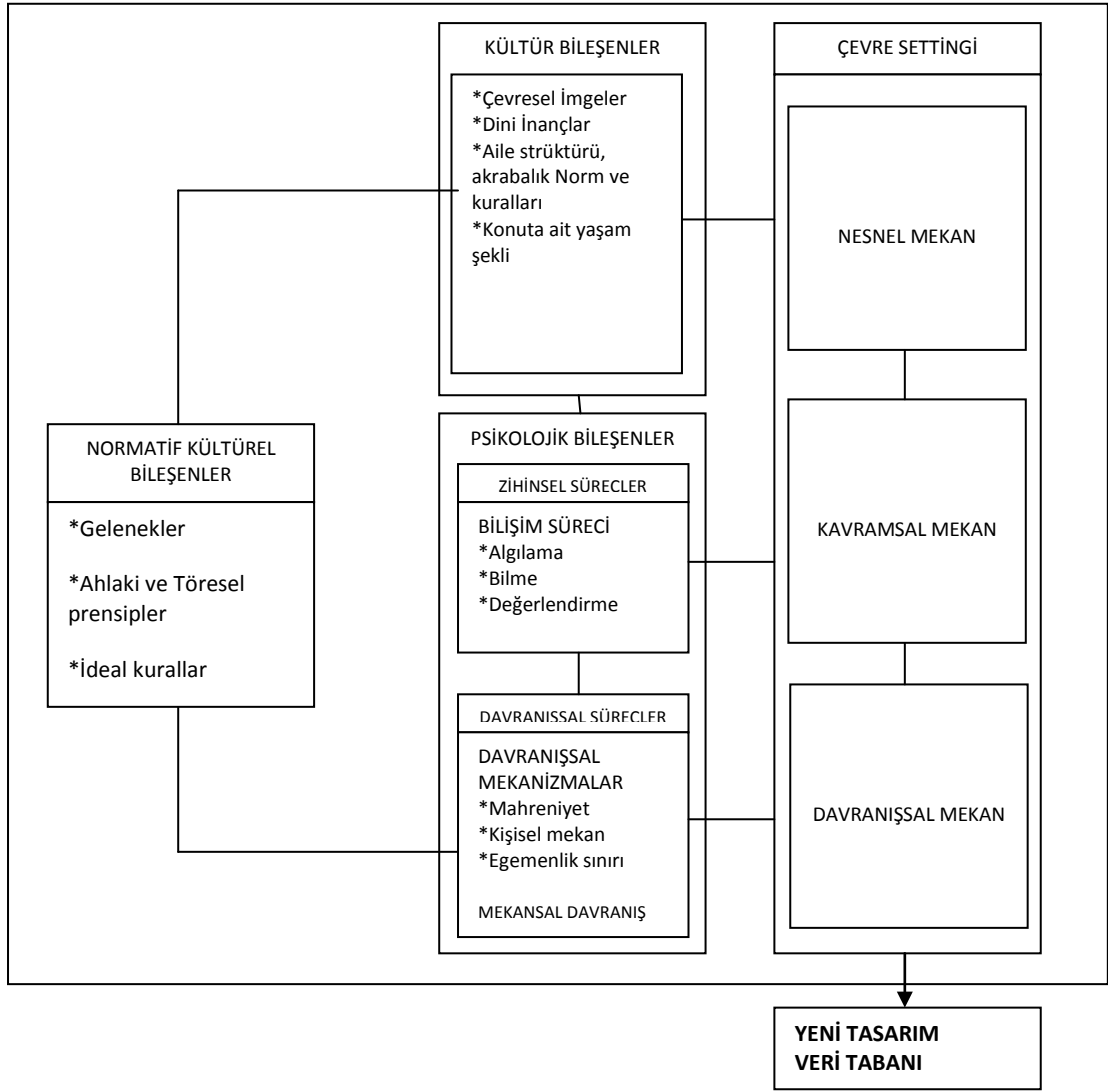 KÜLTÜR BİLEŞENLER
*Çevresel İmgeler
*Dini İnançlar
*Aile strüktürü,
akrabalık Norm ve
kuralları
*Konuta ait yaşam
şekli
ÇEVRE SETTİNGİ
NESNEL MEKAN
KAVRAMSAL MEKAN
DAVRANIŞSAL MEKAN
NORMATİF KÜLTÜREL
BİLEŞENLER
*Gelenekler
*Ahlaki ve Töresel
prensipler
*İdeal kurallar
PSİKOLOJİK BİLEŞENLER
ZİHİNSEL SÜRECLER
BİLİŞİM SÜRECİ
*Algılama
*Bilme
*Değerlendirme
DAVRANISSAL SÜRECLER
DAVRANIŞSAL
MEKANİZMALAR
*Mahreniyet
*Kişisel mekan
*Egemenlik sınırı
MEKANSAL DAVRANIŞ
YENİ TASARIM
VERİ TABANI